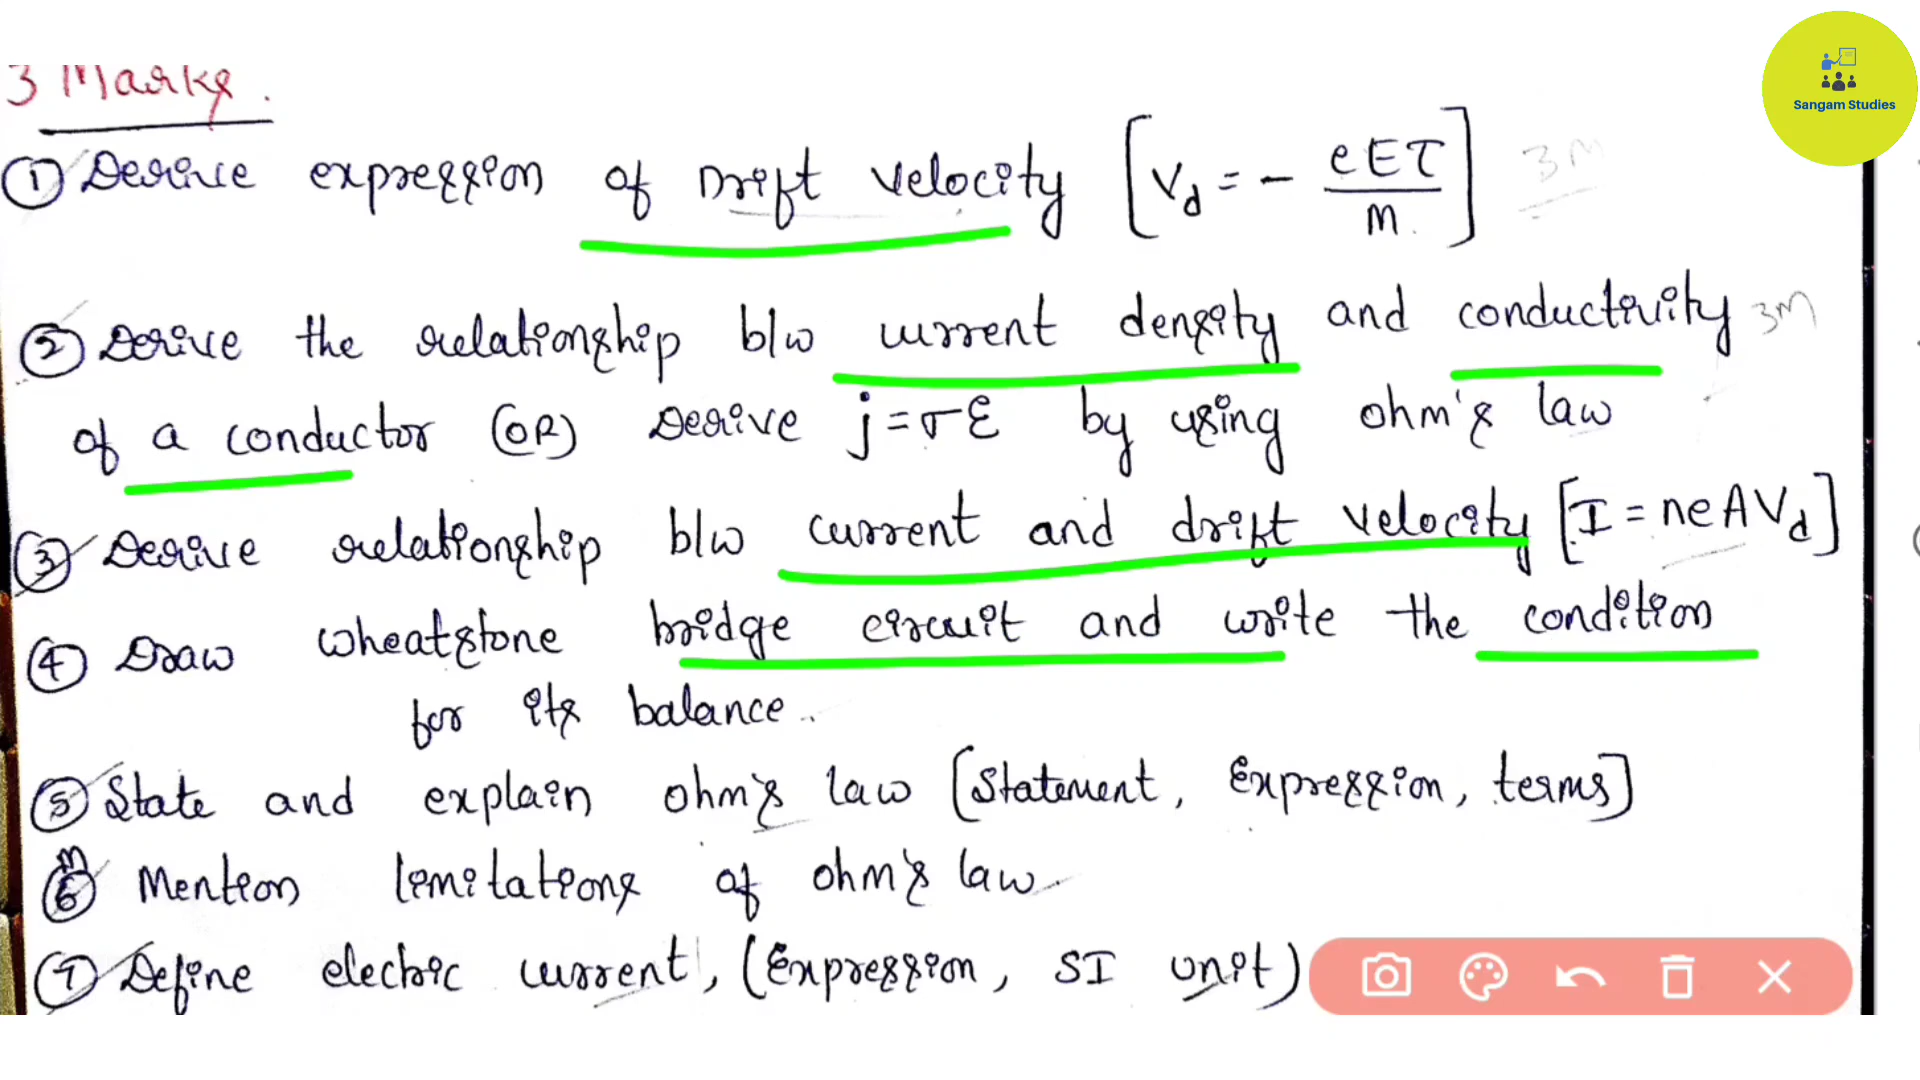 3 Marks.
Sangam Studies
① Derive expression of Drift velocity [Vd = - eEτ/m] 3M
② Derive the relationship b/w current density and conductivity 3M
of a conductor (OR) Derive j = σE by using ohm's law
③ Derive relationship b/w current and drift velocity [I = neAVd]
④ Draw wheatstone bridge circuit and write the condition
for its balance.
⑤ State and explain ohm's law [Statement, Expression, terms]
M
⑥ Mention limitations of ohm's law.
⑦ Define electric current, (Expression, SI unit)